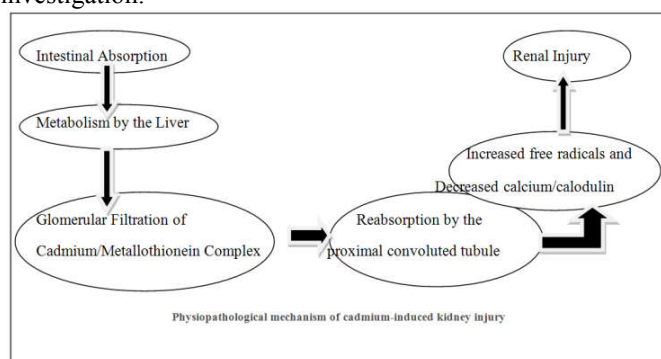 investigation.
Intestinal Absorption
Metabolism by the Liver
Glomerular Filtration of
Cadmium/Metallothionein Complex
Reabsorption by the
proximal convoluted tubule
Increased free radicals and
Decreased calcium/calodulin
Renal Injury
Physiopathological mechanism of cadmium-induced kidney injury